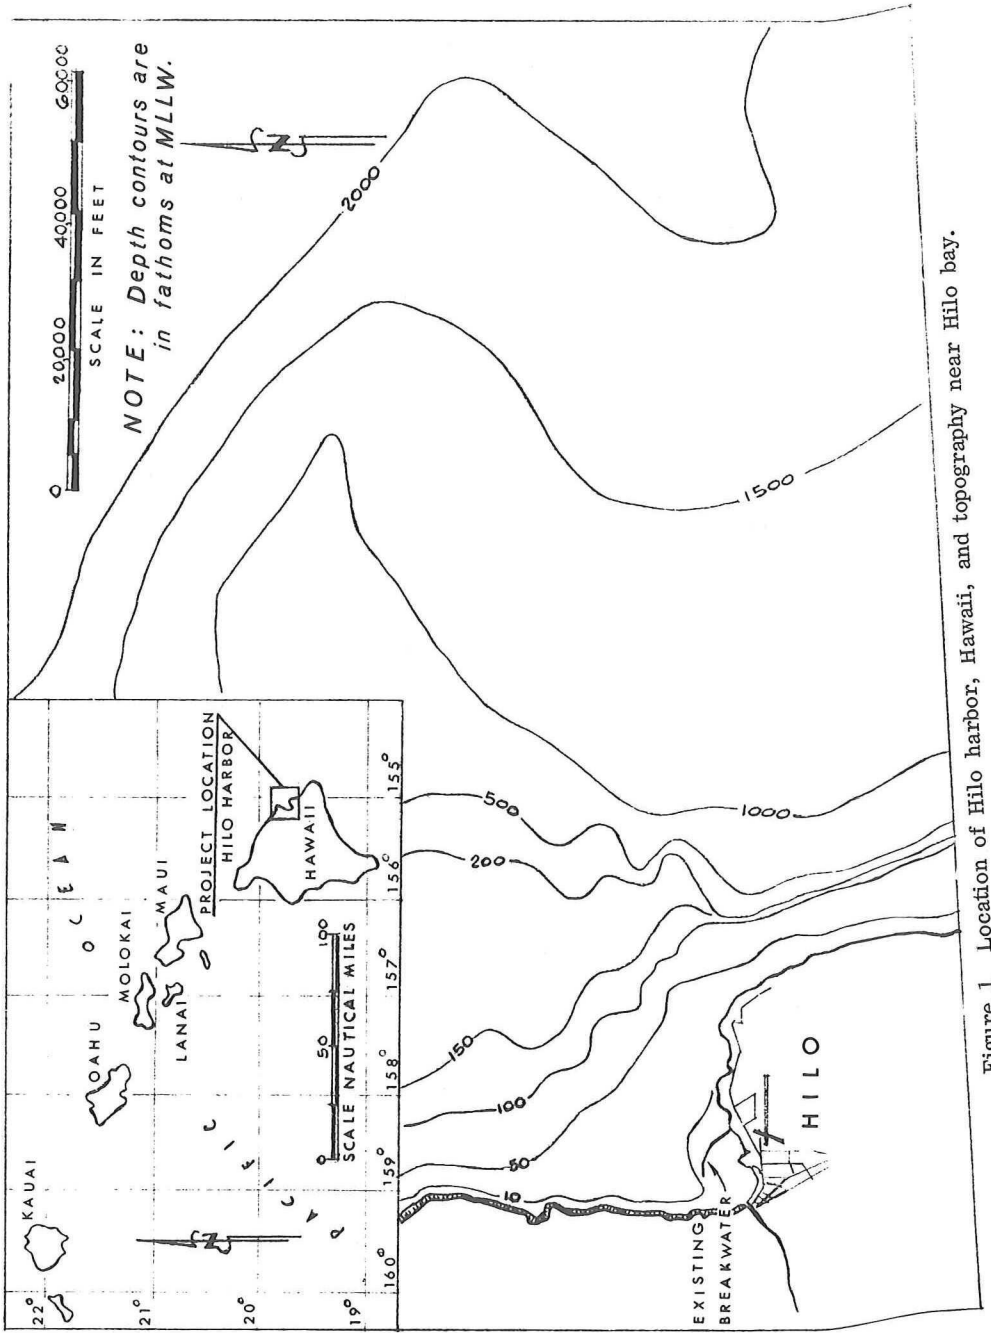 0 20,000 40,000 60,000
SCALE IN FEET
NOTE: Depth contours are
in fathoms at MLLW.
N
2000
1500
1000
500
200
150
100
50
10
22°
21°
20°
19°
160°
159°
158°
157°
156°
155°
KAUAI
OAHU
MOLOKAI
LANAI
MAUI
HAWAII
PROJECT LOCATION
HILO HARBOR
PACIFIC
OCEAN
N
0 50 100
SCALE NAUTICAL MILES
EXISTING
BREAKWATER
HILO
Figure 1 Location of Hilo harbor, Hawaii, and topography near Hilo bay.